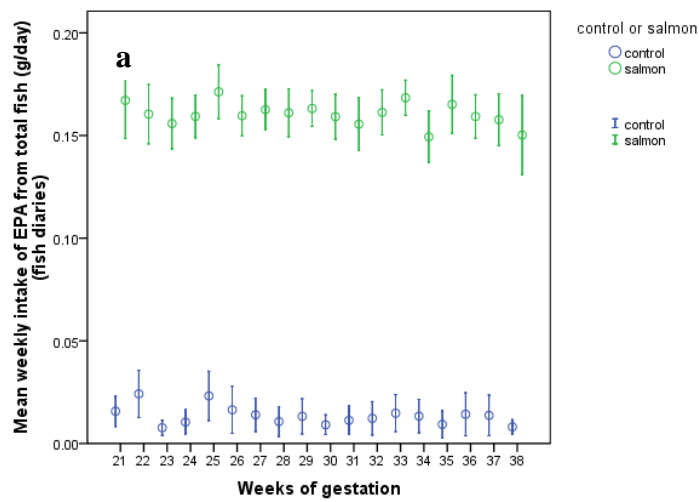 a
Mean weekly intake of EPA from total fish (g/day)
(fish diaries)
0.20
0.15
0.10
0.05
0.00
21 22 23 24 25 26 27 28 29 30 31 32 33 34 35 36 37 38
Weeks of gestation
control or salmon
control
salmon
control
salmon